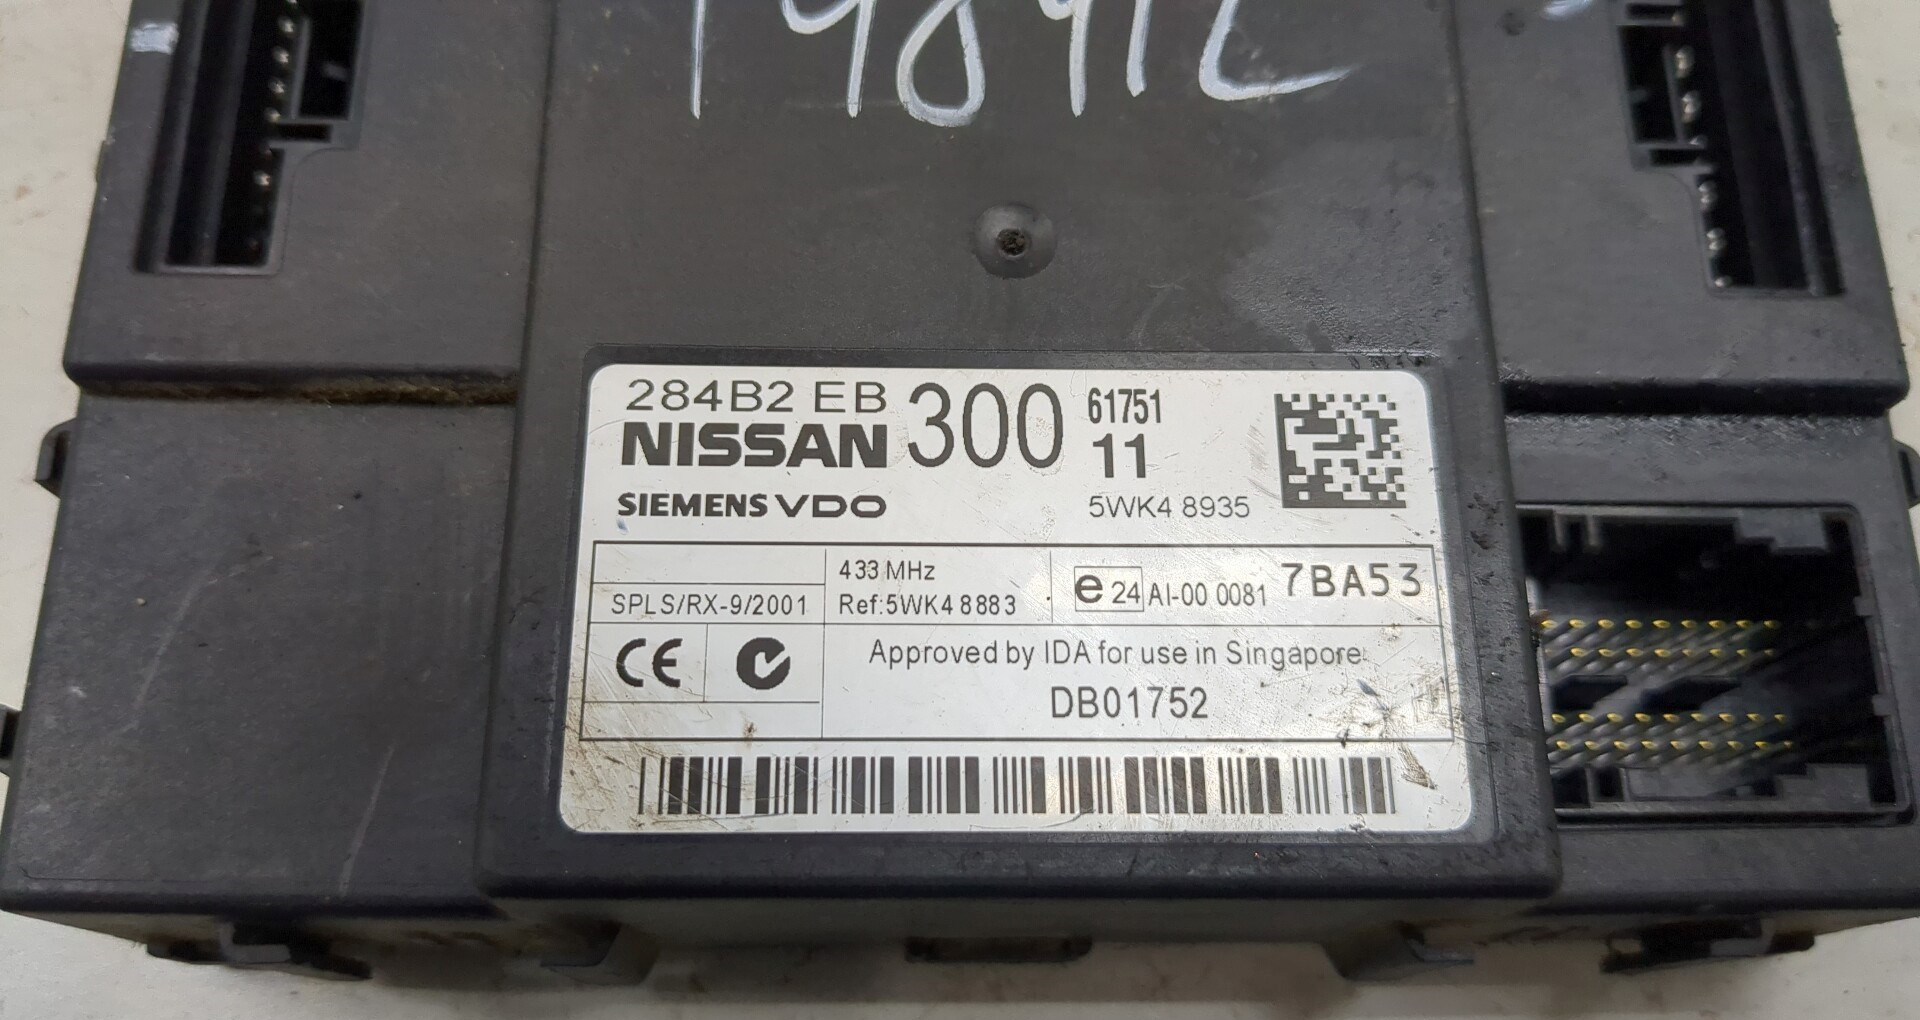 284B2 EB 300 61751
NISSAN 11
SIEMENS VDO 5WK4 8935
433 MHz
SPLS/RX-9/2001 Ref:5WK4 8883 e 24 AI-00 0081 7BA53
CE Approved by IDA for use in Singapore
DB01752